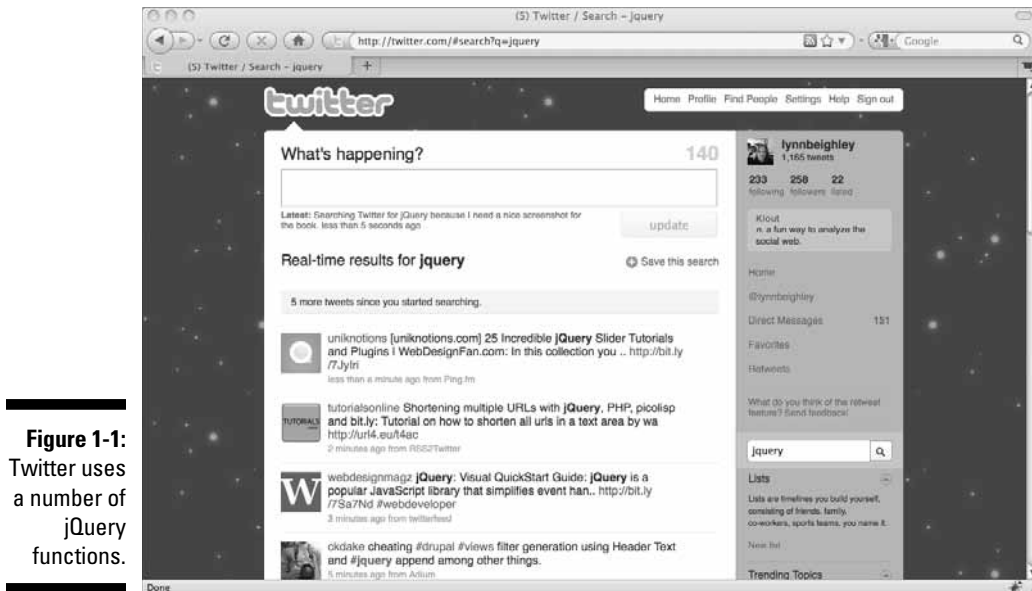 (5) Twitter / Search – jquery
http://twitter.com/#search?q=jquery
Google
(5) Twitter / Search – jquery
twitter
Home Profile Find People Settings Help Sign out
What's happening?
140
Latest: Searching Twitter for jQuery because I need a nice screenshot for
the book. less than 5 seconds ago
update
Real-time results for jquery
Save this search
5 more tweets since you started searching.
uniknotions [uniknotions.com] 25 Incredible jQuery Slider Tutorials
and Plugins l WebDesignFan.com: In this collection you .. http://bit.ly
/7JyIri
less than a minute ago from Ping.fm
TUTORIALS
tutorialsonline Shortening multiple URLs with jQuery, PHP, picolisp
and bit.ly: Tutorial on how to shorten all urls in a text area by wa
http://url4.eu/t4ac
2 minutes ago from RSS2Twitter
W
webdesignmagz jQuery: Visual QuickStart Guide: jQuery is a
popular JavaScript library that simplifies event han.. http://bit.ly
/7Sa7Nd #webdeveloper
3 minutes ago from twitterfeed
okdake cheating #drupal #views filter generation using Header Text
and #jquery append among other things.
5 minutes ago from Adium
lynnbeighley
1,165 tweets
233 258 22
following followers listed
Klout
n. a fun way to analyze the
social web.
Home
@lynnbeighley
Direct Messages 151
Favorites
Retweets
What do you think of the retweet
feature? Send feedback!
jquery
Lists
Lists are timelines you build yourself,
consisting of friends, family,
co-workers, sports teams, you name it.
New list
Trending Topics
Done
Figure 1-1:
Twitter uses
a number of
jQuery
functions.